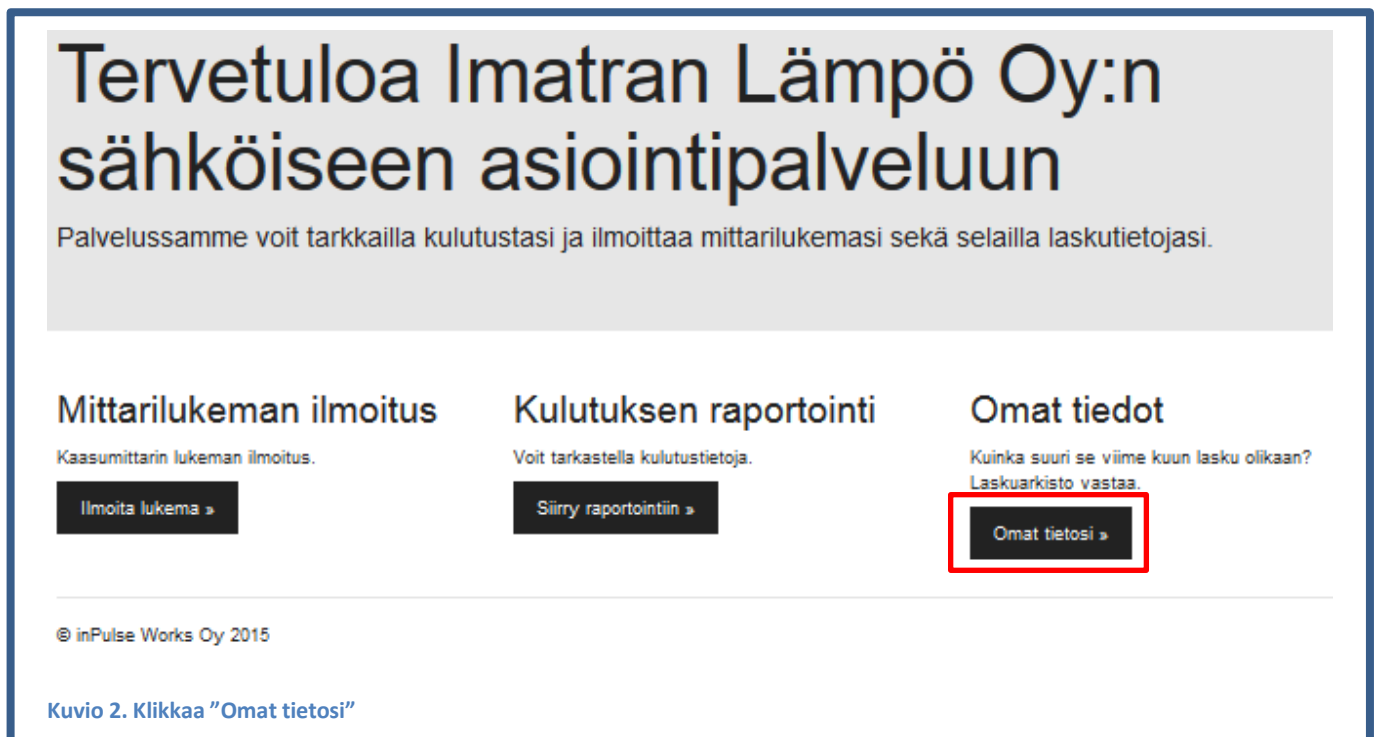 Tervetuloa Imatran Lämpö Oy:n
sähköiseen asiointipalveluun
Palvelussamme voit tarkkailla kulutustasi ja ilmoittaa mittarilukemasi sekä selailla laskutietojasi.
Mittarilukeman ilmoitus
Kaasumittarin lukeman ilmoitus.
Ilmoita lukema »
Kulutuksen raportointi
Voit tarkastella kulutustietoja.
Siirry raportointiin »
Omat tiedot
Kuinka suuri se viime kuun lasku olikaan?
Laskuarkisto vastaa.
Omat tietosi »
© inPulse Works Oy 2015
Kuvio 2. Klikkaa ”Omat tietosi”